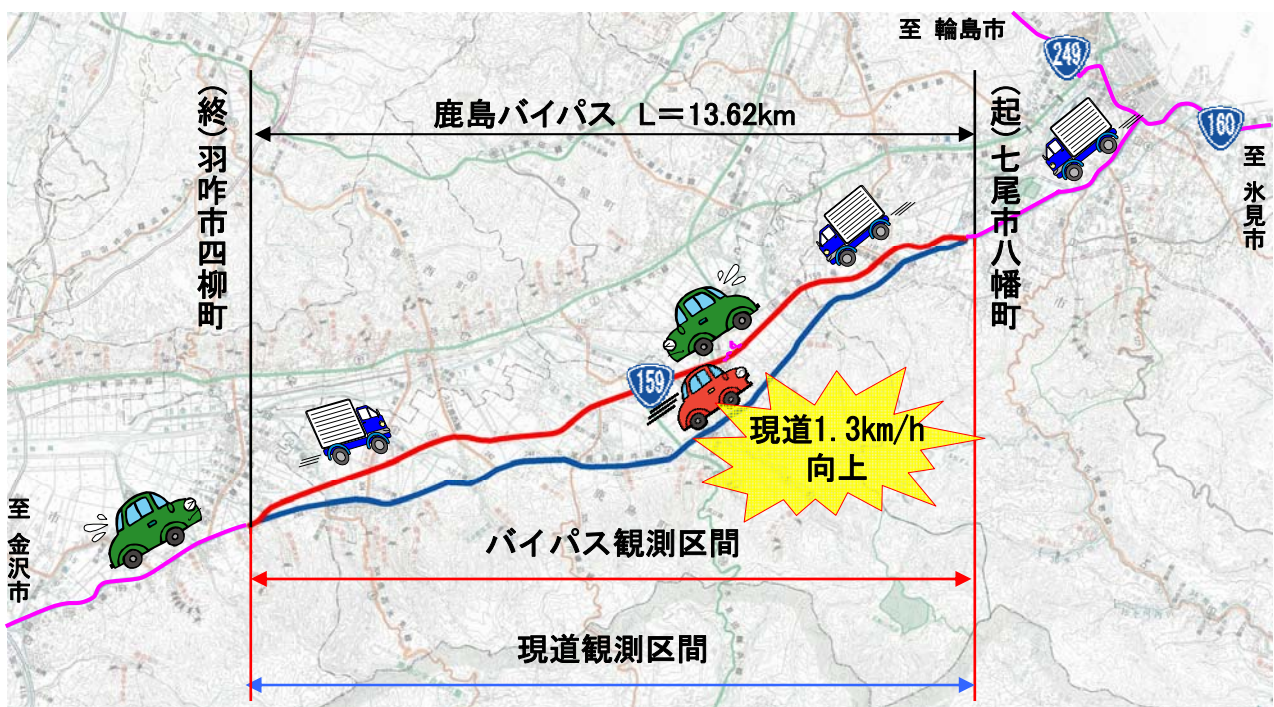 至 輪島市
249
160
至 氷見市
(起)七尾市八幡町
(終)羽咋市四柳町
鹿島バイパス L=13.62km
159
現道1.3km/h
向上
至 金沢市
バイパス観測区間
現道観測区間